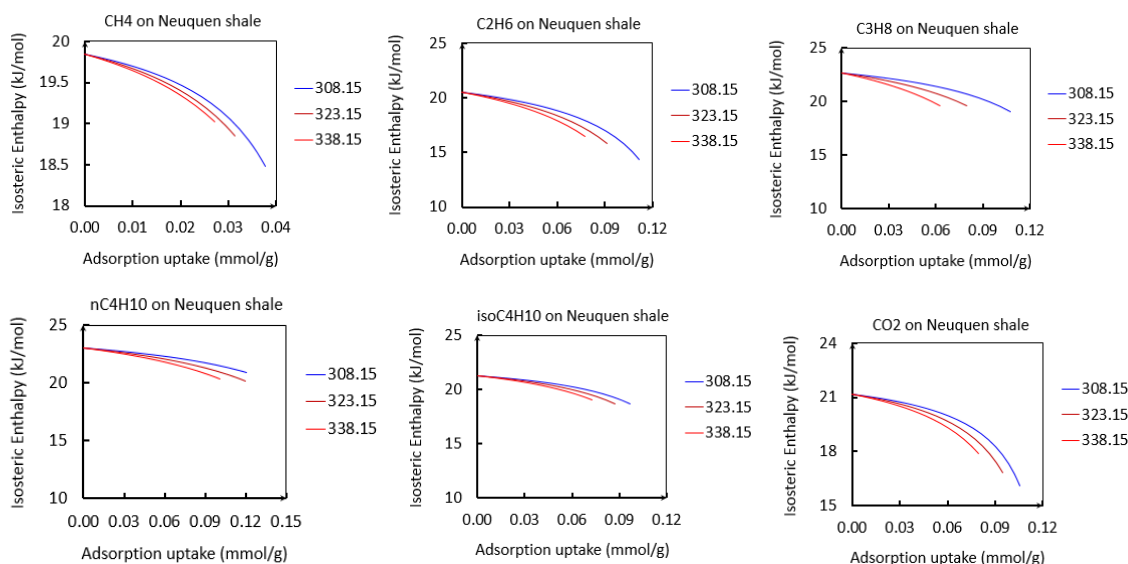 CH4 on Neuquen shale
Isosteric Enthalpy (kJ/mol)
20
19.5
19
18.5
18
0.00 0.01 0.02 0.03 0.04
Adsorption uptake (mmol/g)
308.15
323.15
338.15
C2H6 on Neuquen shale
Isosteric Enthalpy (kJ/mol)
25
20
15
10
0.00 0.03 0.06 0.09 0.12
Adsorption uptake (mmol/g)
308.15
323.15
338.15
C3H8 on Neuquen shale
Isosteric Enthalpy (kJ/mol)
25
20
15
10
0.00 0.03 0.06 0.09 0.12
Adsorption uptake (mmol/g)
308.15
323.15
338.15
nC4H10 on Neuquen shale
Isosteric Enthalpy (kJ/mol)
25
20
15
10
0.00 0.03 0.06 0.09 0.12 0.15
Adsorption uptake (mmol/g)
308.15
323.15
338.15
isoC4H10 on Neuquen shale
Isosteric Enthalpy (kJ/mol)
25
20
15
10
0.00 0.03 0.06 0.09 0.12
Adsorption uptake (mmol/g)
308.15
323.15
338.15
CO2 on Neuquen shale
Isosteric Enthalpy (kJ/mol)
24
21
18
15
0.00 0.03 0.06 0.09 0.12
Adsorption uptake (mmol/g)
308.15
323.15
338.15